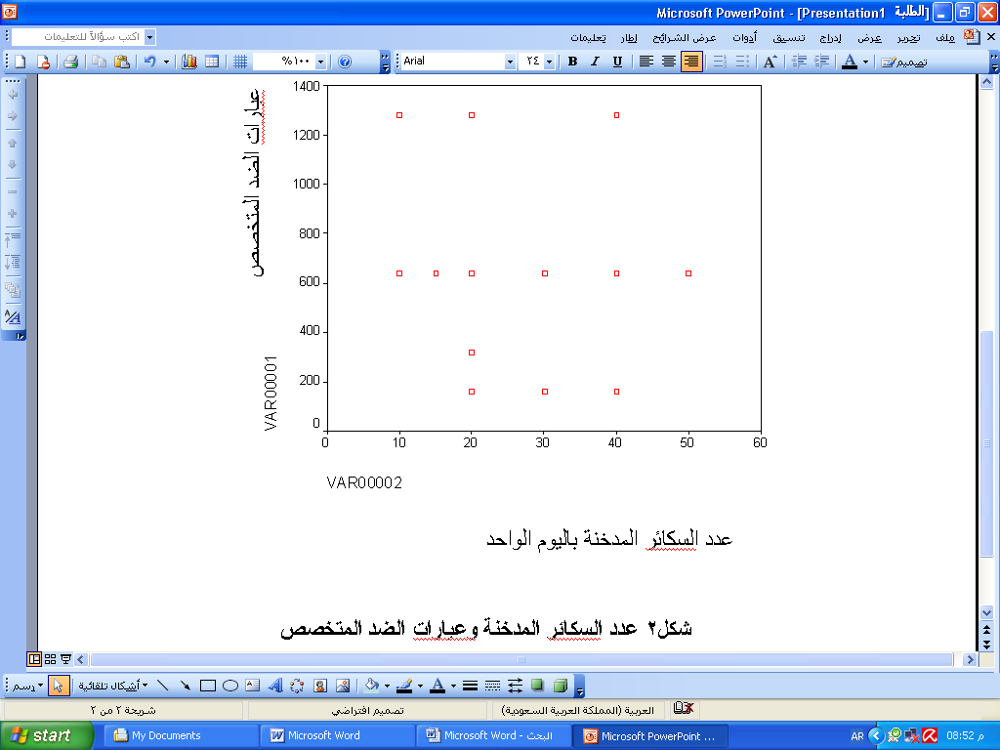 Microsoft PowerPoint - [Presentation1 الطلبة]
ملف تحرير عرض إدراج تنسيق أدوات عرض الشرائح إطار تعليمات
اكتب سؤالاً للتعليمات
١٠٠%
Arial
٢٤
تصميم
عبارات الضد المتخصص
VAR00001
1400
1200
1000
800
600
400
200
0
0 10 20 30 40 50 60
VAR00002
عدد السكائر المدخنة باليوم الواحد
شكل٢ عدد السكائر المدخنة وعبارات الضد المتخصص
رسم
أشكال تلقائية
شريحة ٢ من ٢
تصميم افتراضي
العربية (المملكة العربية السعودية)
start
My Documents
Microsoft Word
Microsoft Word - البحث
Microsoft PowerPoint ...
AR
08:52 م